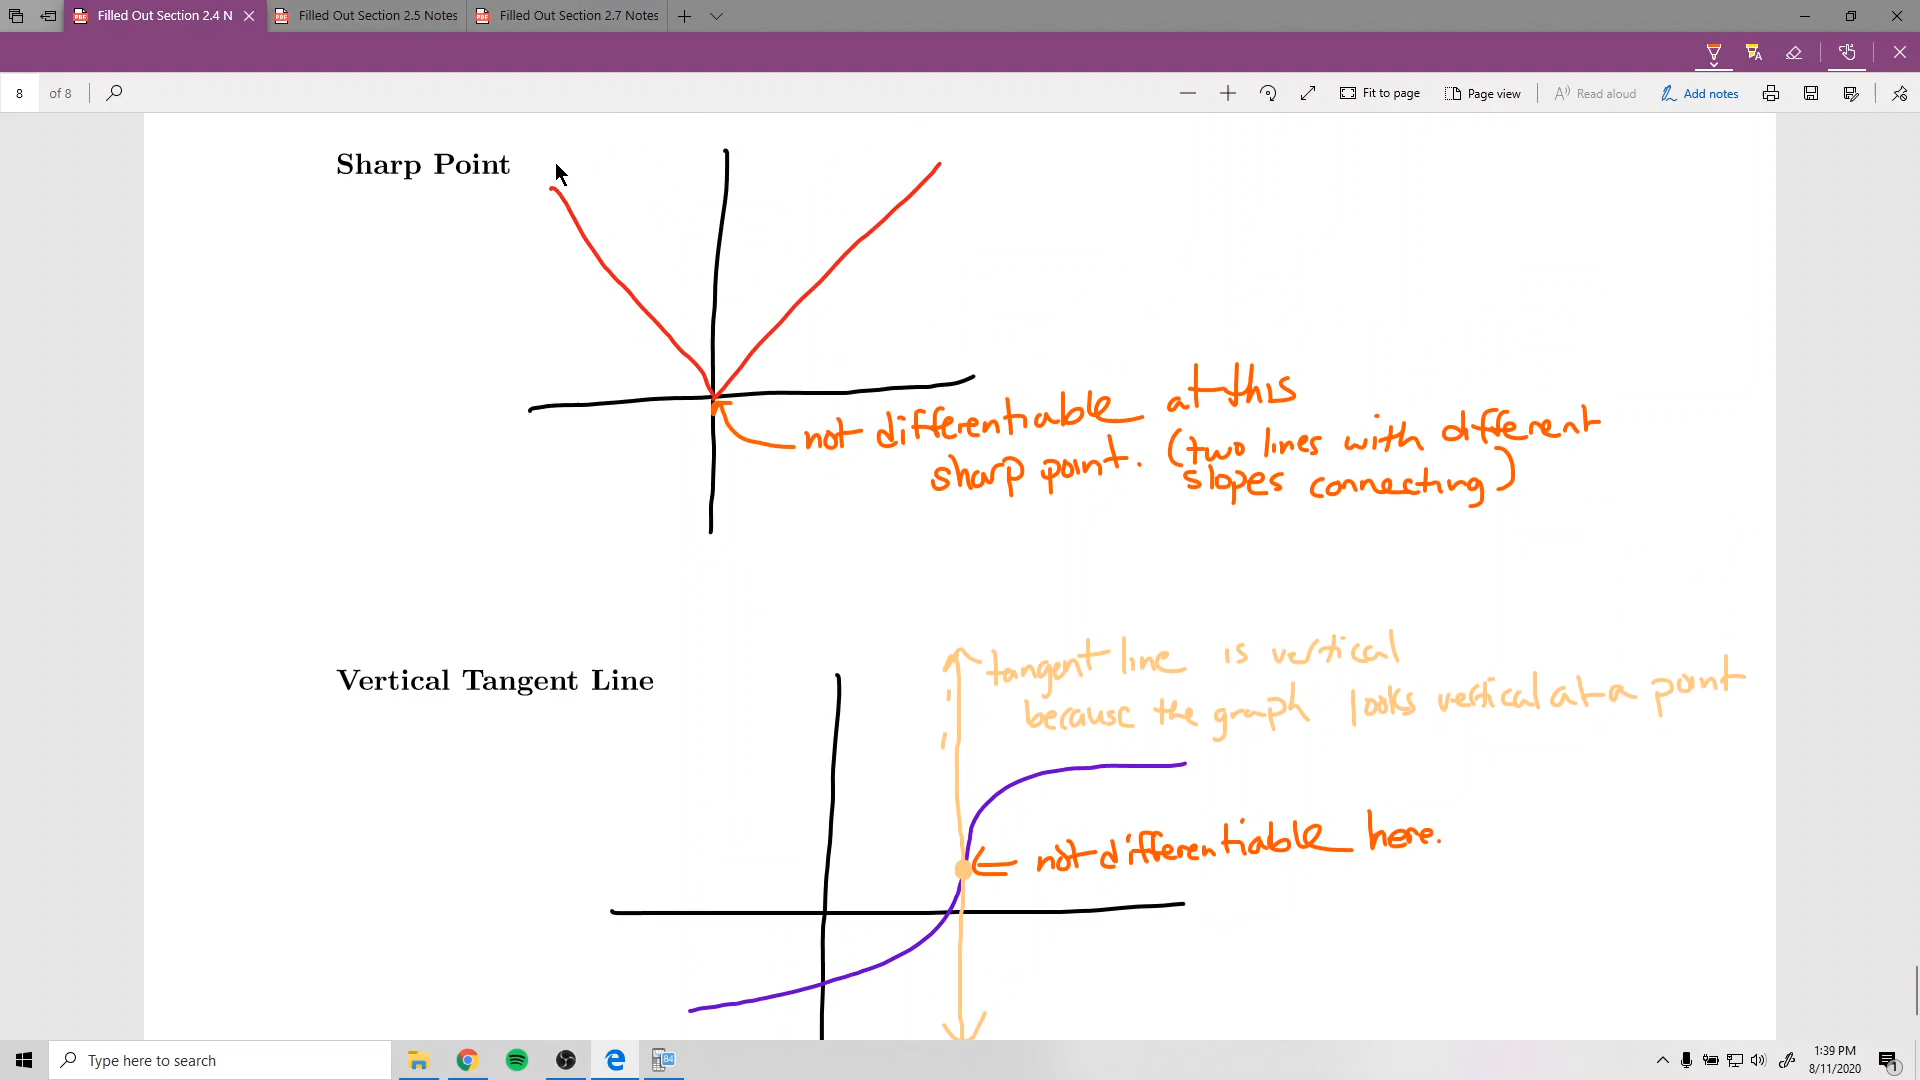 Filled Out Section 2.4 N
Filled Out Section 2.5 Notes
Filled Out Section 2.7 Notes
8 of 8
Fit to page
Page view
Read aloud
Add notes
Sharp Point
not differentiable at this
sharp point. (two lines with different
slopes connecting)
Vertical Tangent Line
tangent line is vertical
because the graph looks vertical at a point
not differentiable here.
Type here to search
84
1:39 PM
8/11/2020
1